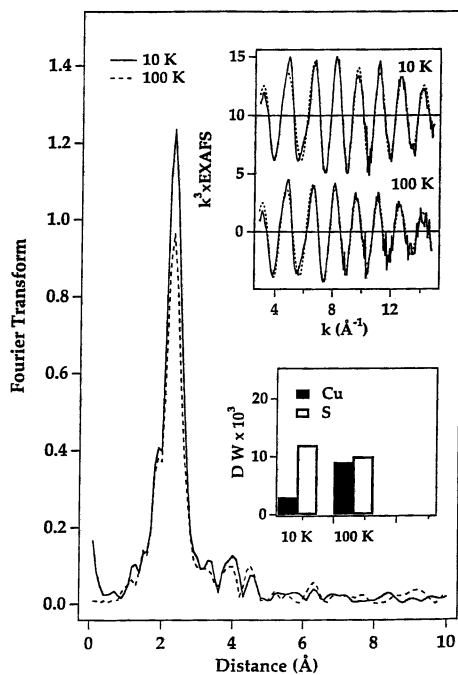 10 K
100 K
Fourier Transform
1.4
1.2
1.0
0.8
0.6
0.4
0.2
0.0
0 2 4 6 8 10
Distance (Å)
k³xEXAFS
15
10
5
0
10 K
100 K
4 8 12
k (Å⁻¹)
D W x 10³
20
10
0
Cu
S
10 K 100 K